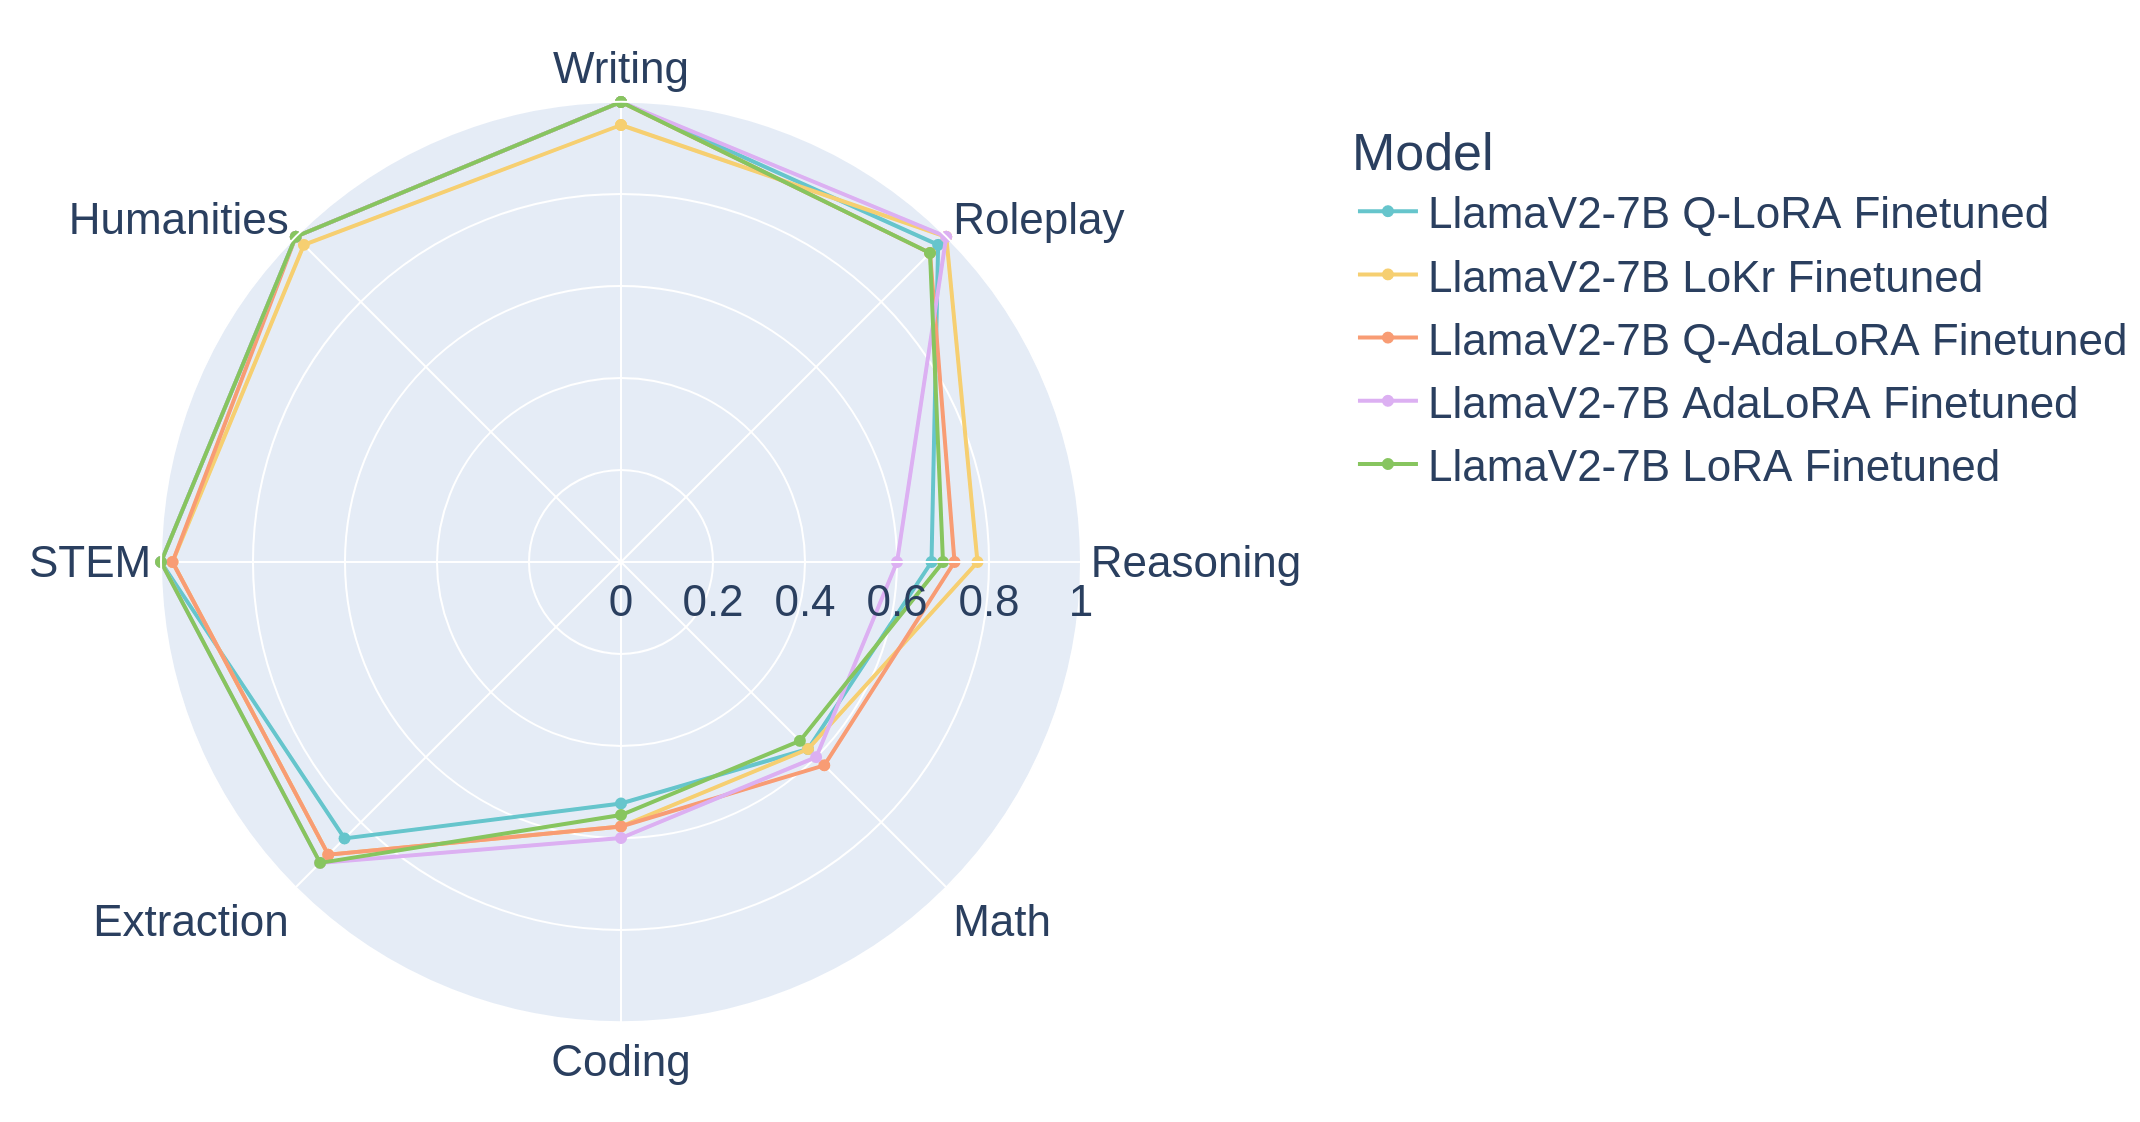 Writing
Humanities
Roleplay
STEM
Reasoning
0 0.2 0.4 0.6 0.8 1
Extraction
Math
Coding
Model
LlamaV2-7B Q-LoRA Finetuned
LlamaV2-7B LoKr Finetuned
LlamaV2-7B Q-AdaLoRA Finetuned
LlamaV2-7B AdaLoRA Finetuned
LlamaV2-7B LoRA Finetuned